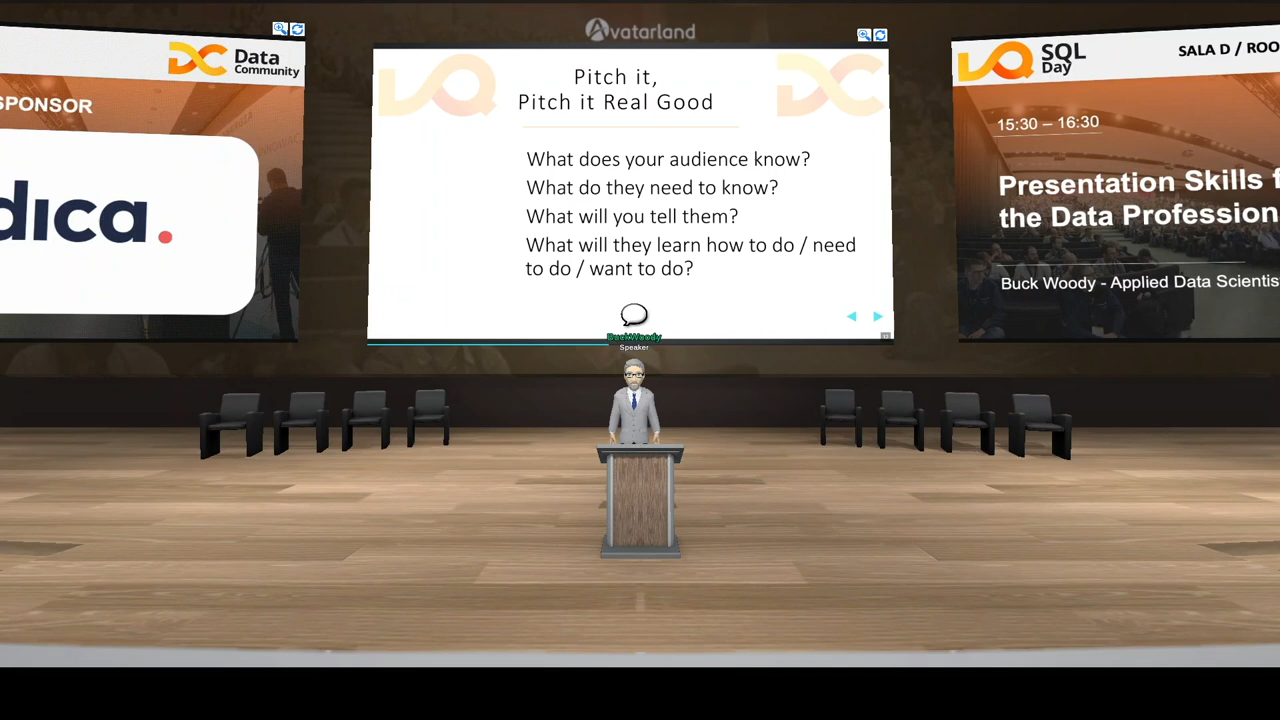 Avatarland
Data
Community
SPONSOR
dıca.
Pitch it,
Pitch it Real Good
What does your audience know?
What do they need to know?
What will you tell them?
What will they learn how to do / need
to do / want to do?
BuckWoody
Speaker
SQL
Day
SALA D / ROO
15:30 – 16:30
Presentation Skills f
the Data Profession
Buck Woody - Applied Data Scientis